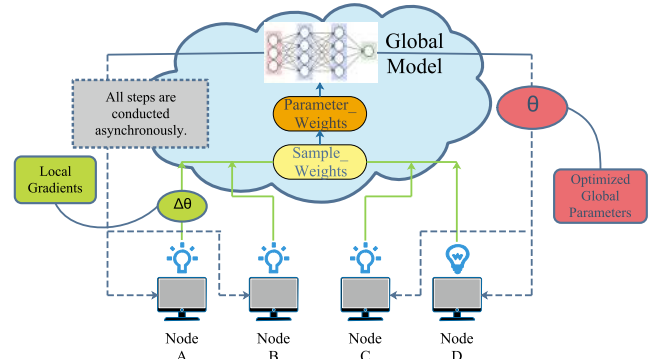 Global
Model
All steps are
conducted
asynchronously.
Parameter_
Weights
θ
Sample_
Weights
Local
Gradients
Δθ
Optimized
Global
Parameters
Node
A
Node
B
Node
C
Node
D